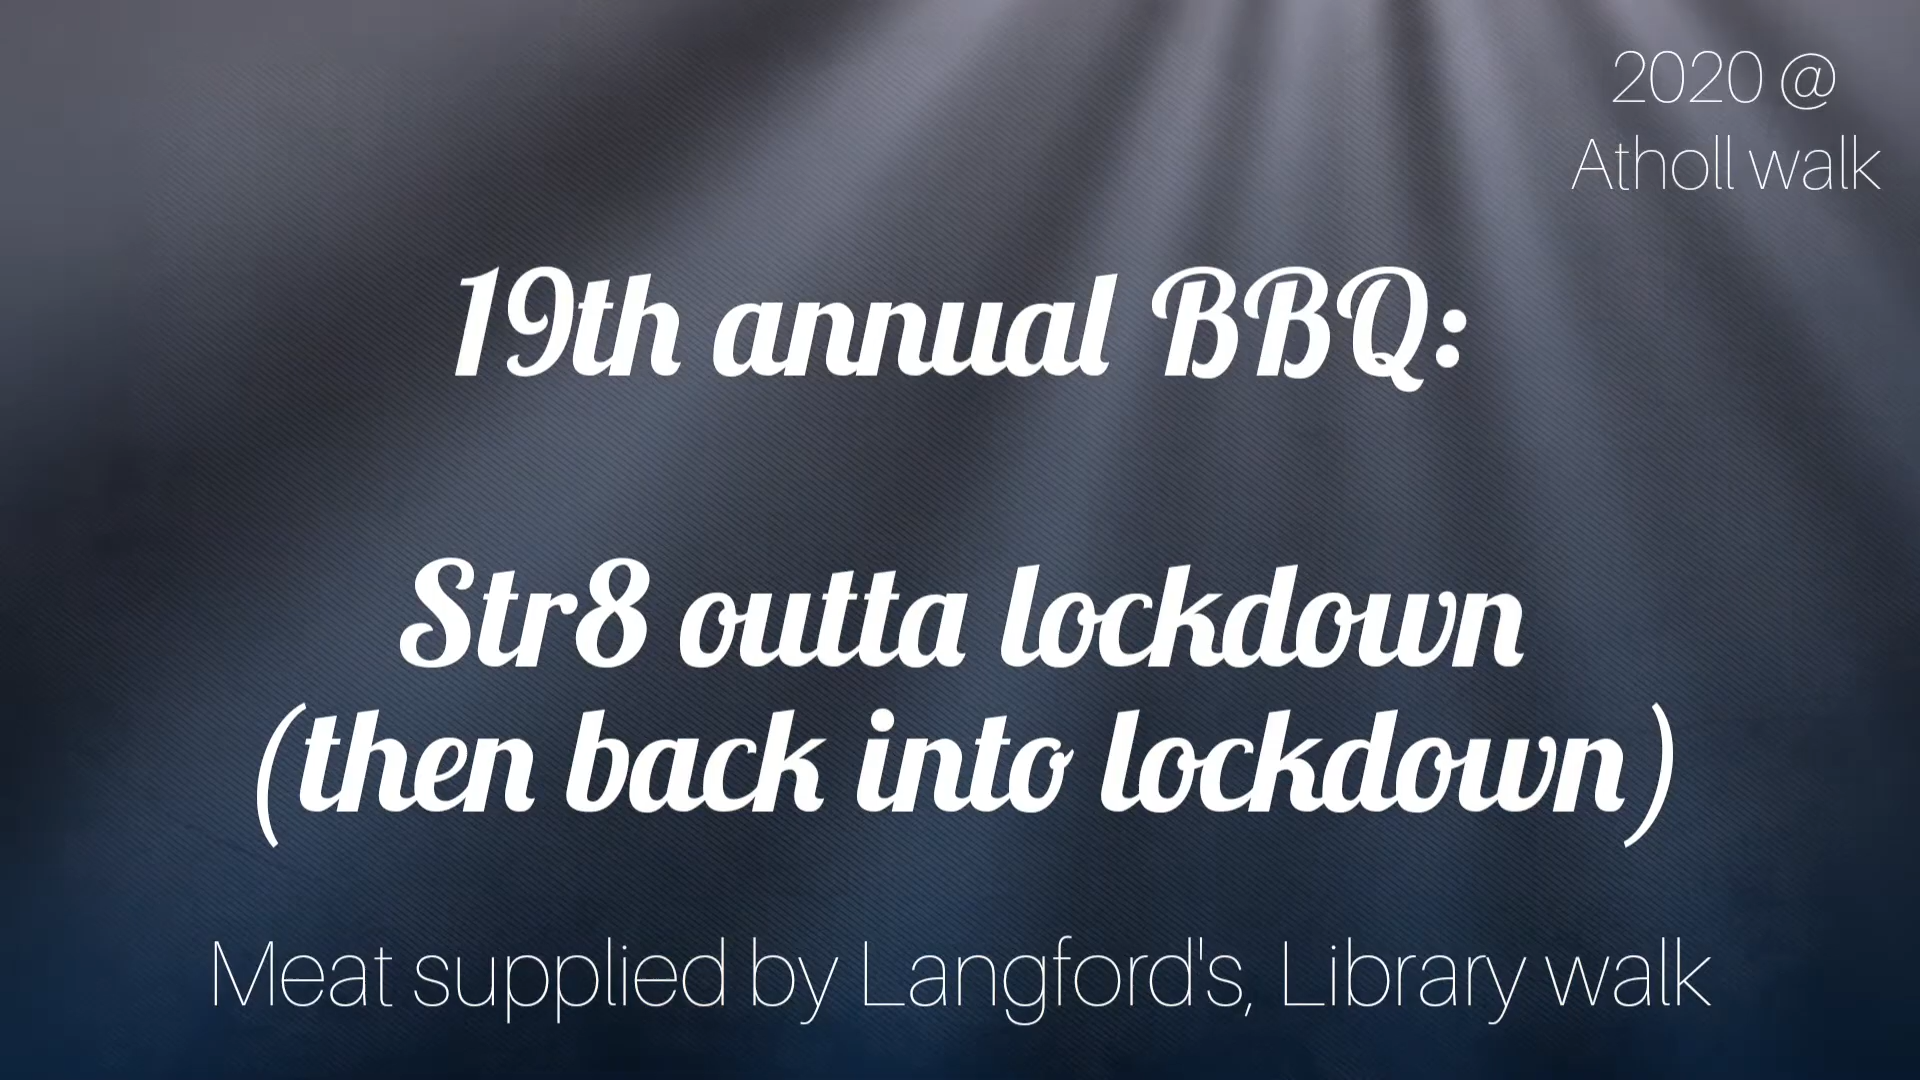 2020 @
Atholl walk
19th annual BBQ:
Str8 outta lockdown
(then back into lockdown)
Meat supplied by Langford's, Library walk